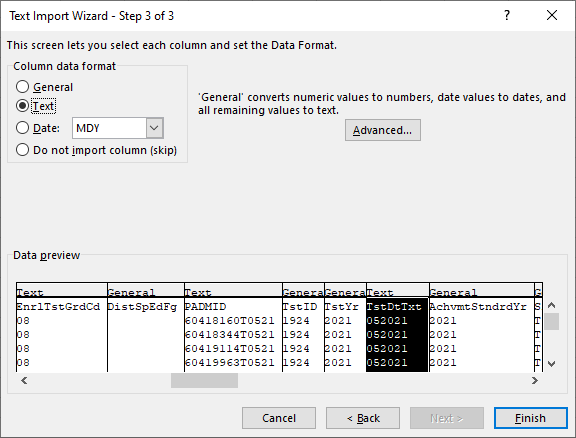 Text Import Wizard - Step 3 of 3
This screen lets you select each column and set the Data Format.
Column data format
General
Text
Date: MDY
Do not import column (skip)
'General' converts numeric values to numbers, date values to dates, and
all remaining values to text.
Advanced...
Data preview
Text General Text General General Text General G
EnrlTstGrdCd DistSpEdFg PADMID TstID TstYr TstDtTxt AchvmtStndrdYr S
08 60418160T0521 1924 2021 052021 2021 T
08 60418344T0521 1924 2021 052021 2021 T
08 60419114T0521 1924 2021 052021 2021 T
08 60419963T0521 1924 2021 052021 2021 T
Cancel < Back Next > Finish